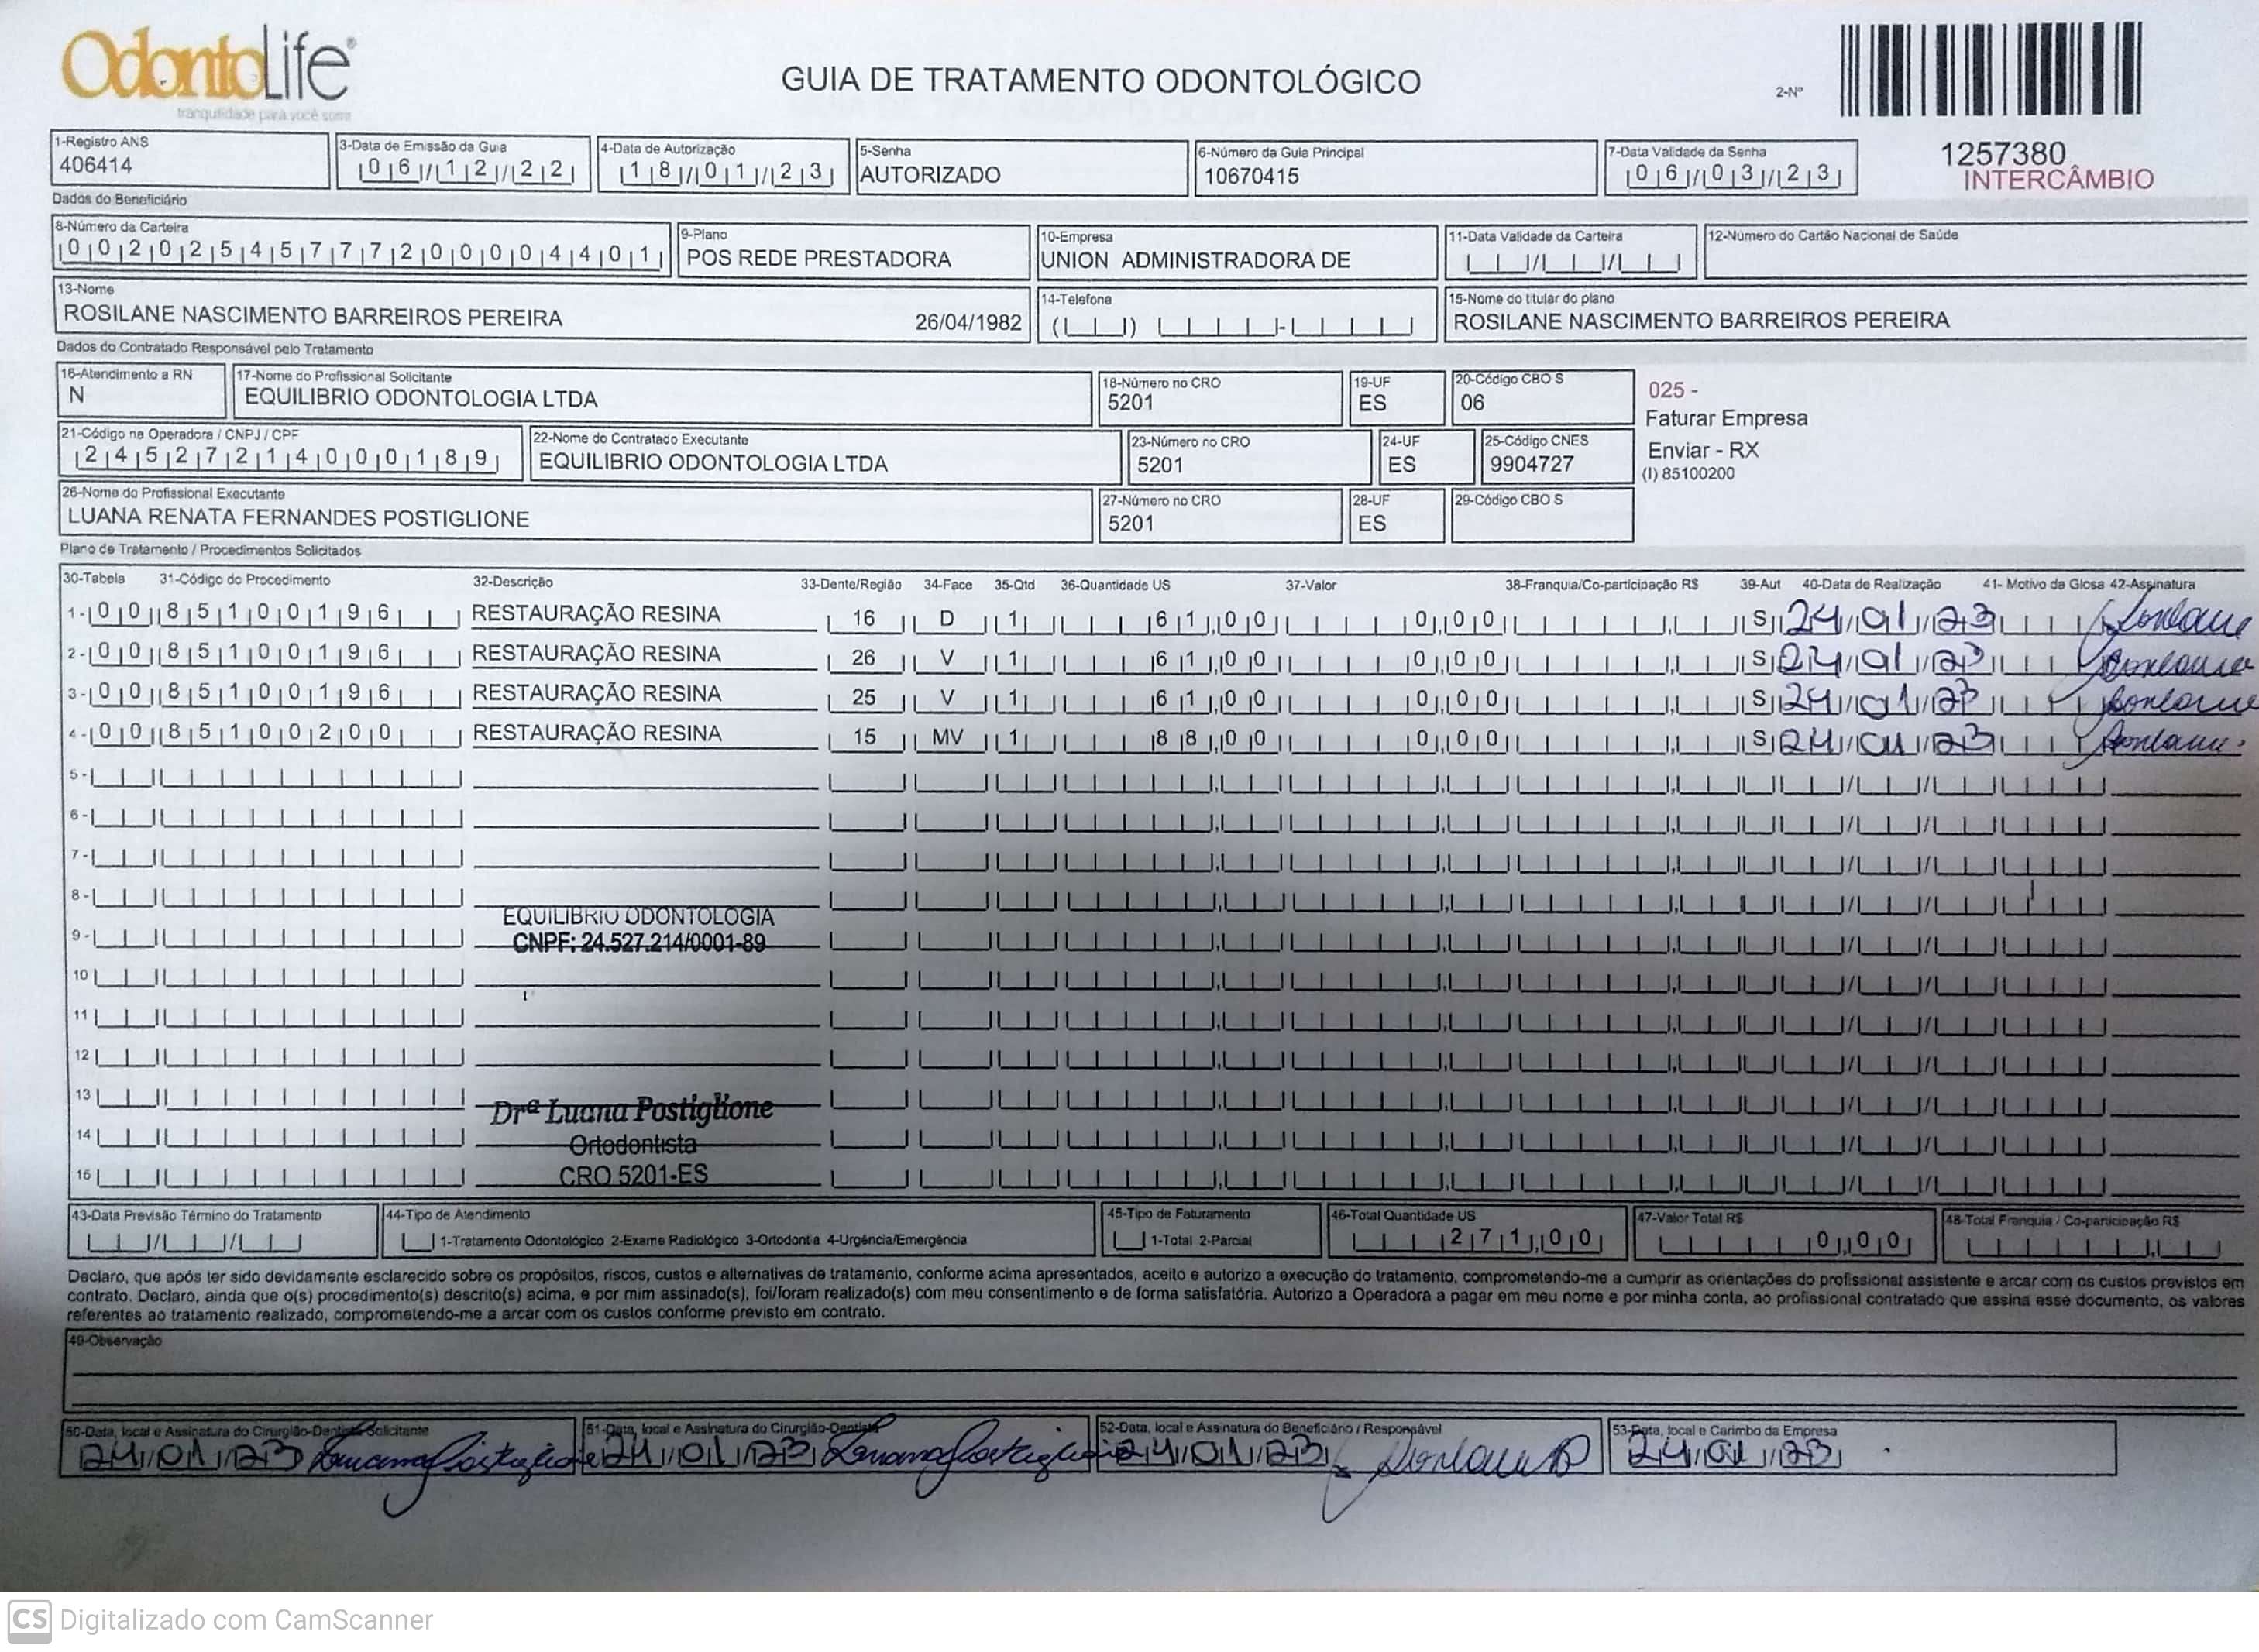 OdontoLife®
tranquilidade para você sorrir
GUIA DE TRATAMENTO ODONTOLÓGICO
2-Nº
1257380
INTERCÂMBIO
1-Registro ANS
406414
3-Data de Emissão da Guia
06/12/22
4-Data de Autorização
18/01/23
5-Senha
AUTORIZADO
6-Número da Guia Principal
10670415
7-Data Validade da Senha
06/03/23
Dados do Beneficiário
8-Número da Carteira
00202545777200004401
9-Plano
POS REDE PRESTADORA
10-Empresa
UNION ADMINISTRADORA DE
11-Data Validade da Carteira
12-Número do Cartão Nacional de Saúde
13-Nome
ROSILANE NASCIMENTO BARREIROS PEREIRA 26/04/1982
14-Telefone
15-Nome do titular do plano
ROSILANE NASCIMENTO BARREIROS PEREIRA
Dados do Contratado Responsável pelo Tratamento
16-Atendimento a RN
N
17-Nome do Profissional Solicitante
EQUILIBRIO ODONTOLOGIA LTDA
18-Número no CRO
5201
19-UF
ES
20-Código CBO S
06
025 -
Faturar Empresa
Enviar - RX
(I) 85100200
21-Código na Operadora / CNPJ / CPF
24527214000189
22-Nome do Contratado Executante
EQUILIBRIO ODONTOLOGIA LTDA
23-Número no CRO
5201
24-UF
ES
25-Código CNES
9904727
26-Nome do Profissional Executante
LUANA RENATA FERNANDES POSTIGLIONE
27-Número no CRO
5201
28-UF
ES
29-Código CBO S
Plano de Tratamento / Procedimentos Solicitados
30-Tabela 31-Código do Procedimento 32-Descrição 33-Dente/Região 34-Face 35-Qtd 36-Quantidade US 37-Valor 38-Franquia/Co-participação R$ 39-Aut 40-Data de Realização 41- Motivo da Glosa 42-Assinatura
1- 00 85100196 RESTAURAÇÃO RESINA 16 D 1 61,00 0,00 S 24/01/23
2- 00 85100196 RESTAURAÇÃO RESINA 26 V 1 61,00 0,00 S 24/01/23
3- 00 85100196 RESTAURAÇÃO RESINA 25 V 1 61,00 0,00 S 24/01/23
4- 00 85100200 RESTAURAÇÃO RESINA 15 MV 1 88,00 0,00 S 24/01/23
5-
6-
7-
8-
9-
10
11
12
13
14
15
EQUILIBRIO ODONTOLOGIA
CNPF: 24.527.214/0001-89
Drª Luana Postiglione
Ortodontista
CRO 5201-ES
43-Data Previsão Término do Tratamento
44-Tipo de Atendimento
1-Tratamento Odontológico 2-Exame Radiológico 3-Ortodontia 4-Urgência/Emergência
45-Tipo de Faturamento
1-Total 2-Parcial
46-Total Quantidade US
271,00
47-Valor Total R$
0,00
48-Total Franquia / Co-participação R$
Declaro, que após ter sido devidamente esclarecido sobre os propósitos, riscos, custos e alternativas de tratamento, conforme acima apresentados, aceito e autorizo a execução do tratamento, comprometendo-me a cumprir as orientações do profissional assistente e arcar com os custos previstos em
contrato. Declaro, ainda que o(s) procedimento(s) descrito(s) acima, e por mim assinado(s), foi/foram realizado(s) com meu consentimento e de forma satisfatória. Autorizo a Operadora a pagar em meu nome e por minha conta, ao profissional contratado que assina esse documento, os valores
referentes ao tratamento realizado, comprometendo-me a arcar com os custos conforme previsto em contrato.
49-Observação
50-Data, local e Assinatura do Cirurgião-Dentista Solicitante
24/01/23 Luana Postiglione
51-Data, local e Assinatura do Cirurgião-Dentista
24/01/23 Luana Postiglione
52-Data, local e Assinatura do Beneficiário / Responsável
24/01/23
53-Data, local e Carimbo da Empresa
24/01/23
CS Digitalizado com CamScanner